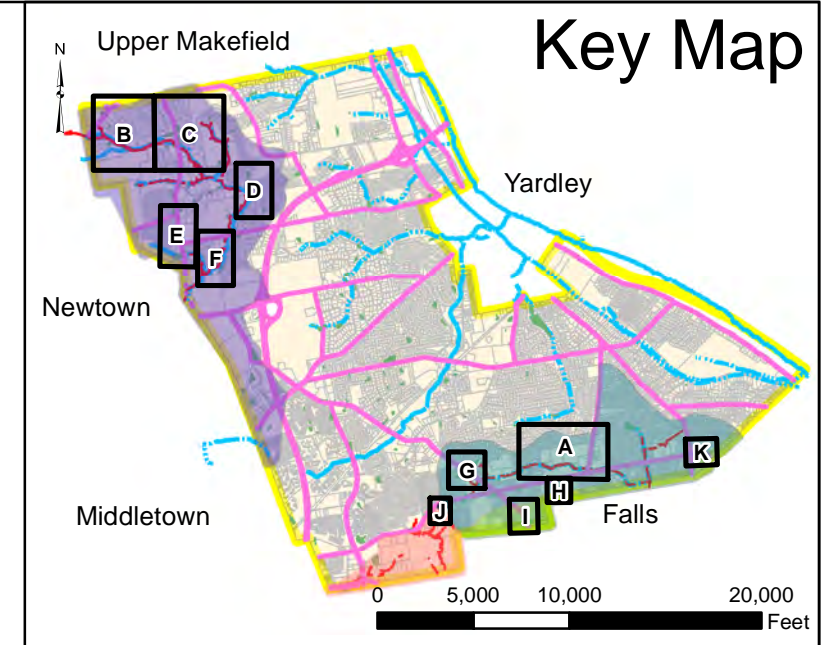 Key Map
N
Upper Makefield
B
C
D
Yardley
E
F
Newtown
A
G
K
H
J
I
Middletown
Falls
0 5,000 10,000 20,000
Feet